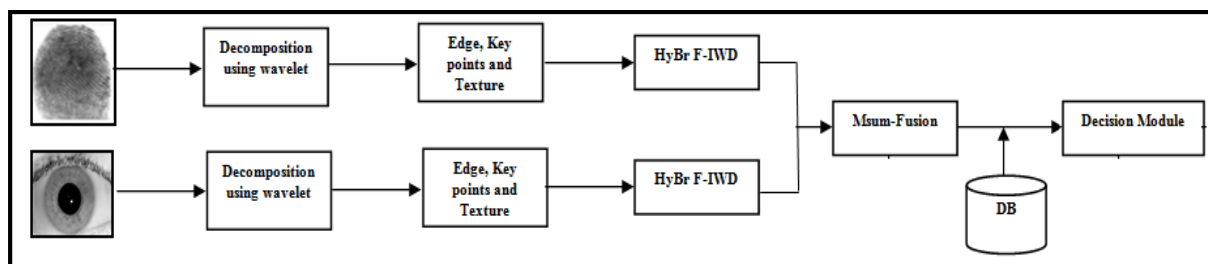 Decomposition
using wavelet
Edge, Key
points and
Texture
HyBr F-IWD
Msum-Fusion
Decision Module
Decomposition
using wavelet
Edge, Key
points and
Texture
HyBr F-IWD
DB